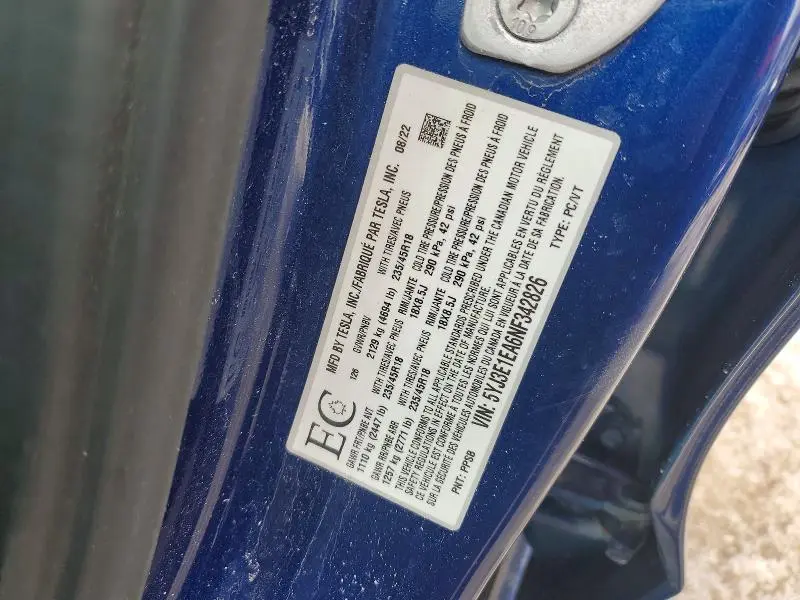 109
MFD BY TESLA, INC./FABRIQUÉ PAR TESLA, INC. 08/22
EC 126 GVWR/PNBV
2129 kg (4694 lb)
GAWR FRT/PNBE AVT WITH TIRES/AVEC PNEUS RIM/JANTE COLD TIRE PRESSURE/PRESSION DES PNEUS À FROID
1110 kg (2447 lb) 235/45R18 18X8.5J 290 kPa, 42 psi
GAWR RR/PNBE ARR WITH TIRES/AVEC PNEUS RIM/JANTE COLD TIRE PRESSURE/PRESSION DES PNEUS À FROID
1257 kg (2771 lb) 235/45R18 18X8.5J 290 kPa, 42 psi
THIS VEHICLE CONFORMS TO ALL APPLICABLE STANDARDS PRESCRIBED UNDER THE CANADIAN MOTOR VEHICLE
SAFETY REGULATIONS IN EFFECT ON THE DATE OF MANUFACTURE.
CE VÉHICULE EST CONFORME À TOUTES LES NORMES QUI LUI SONT APPLICABLES EN VERTU DU RÈGLEMENT
SUR LA SÉCURITÉ DES VÉHICULES AUTOMOBILES DU CANADA EN VIGUEUR À LA DATE DE SA FABRICATION.
VIN: 5YJ3E1EA6NF342826
PNT: PPSB TYPE: PC/VT